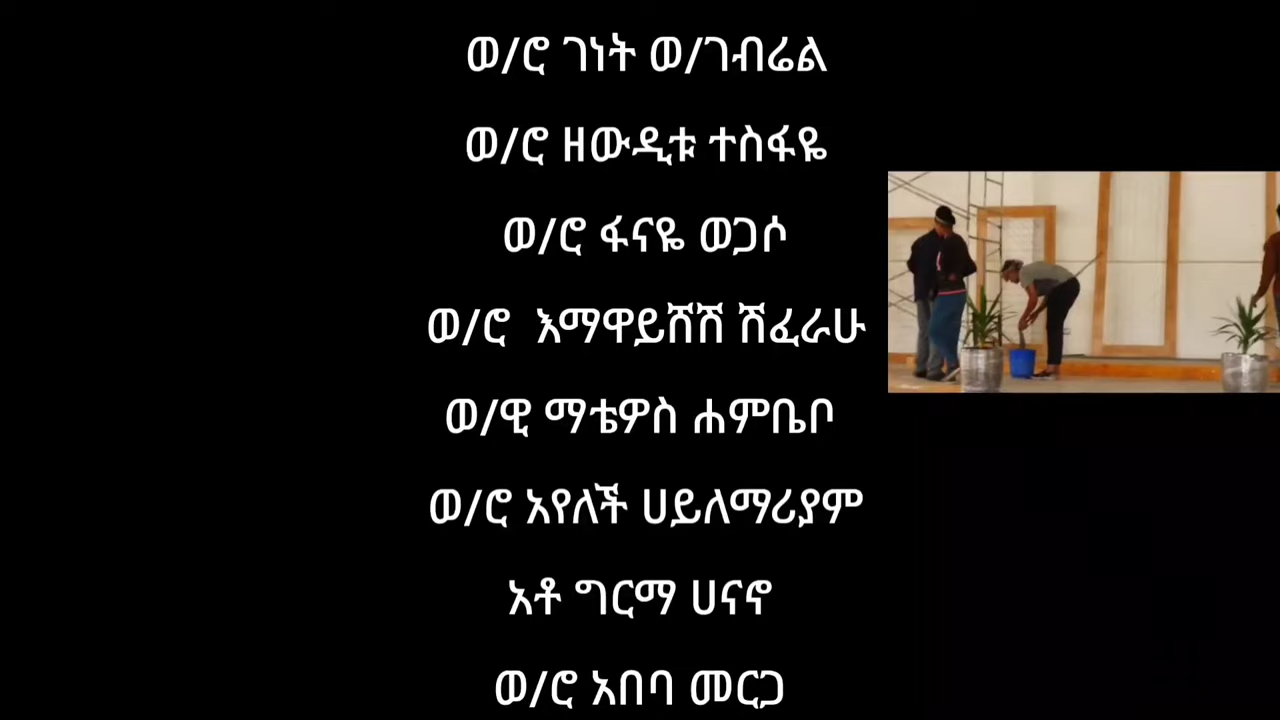 ወ/ሮ ገነት ወ/ገብሬል
ወ/ሮ ዘውዲቱ ተስፋዬ
ወ/ሮ ፋናዬ ወጋሶ
ወ/ሮ እማዋይሸሽ ሽፈራሁ
ወ/ዊ ማቴዎስ ሐምቤቦ
ወ/ሮ አየለች ሀይለማሪያም
አቶ ግርማ ሀናኖ
ወ/ሮ አበባ መርጋ